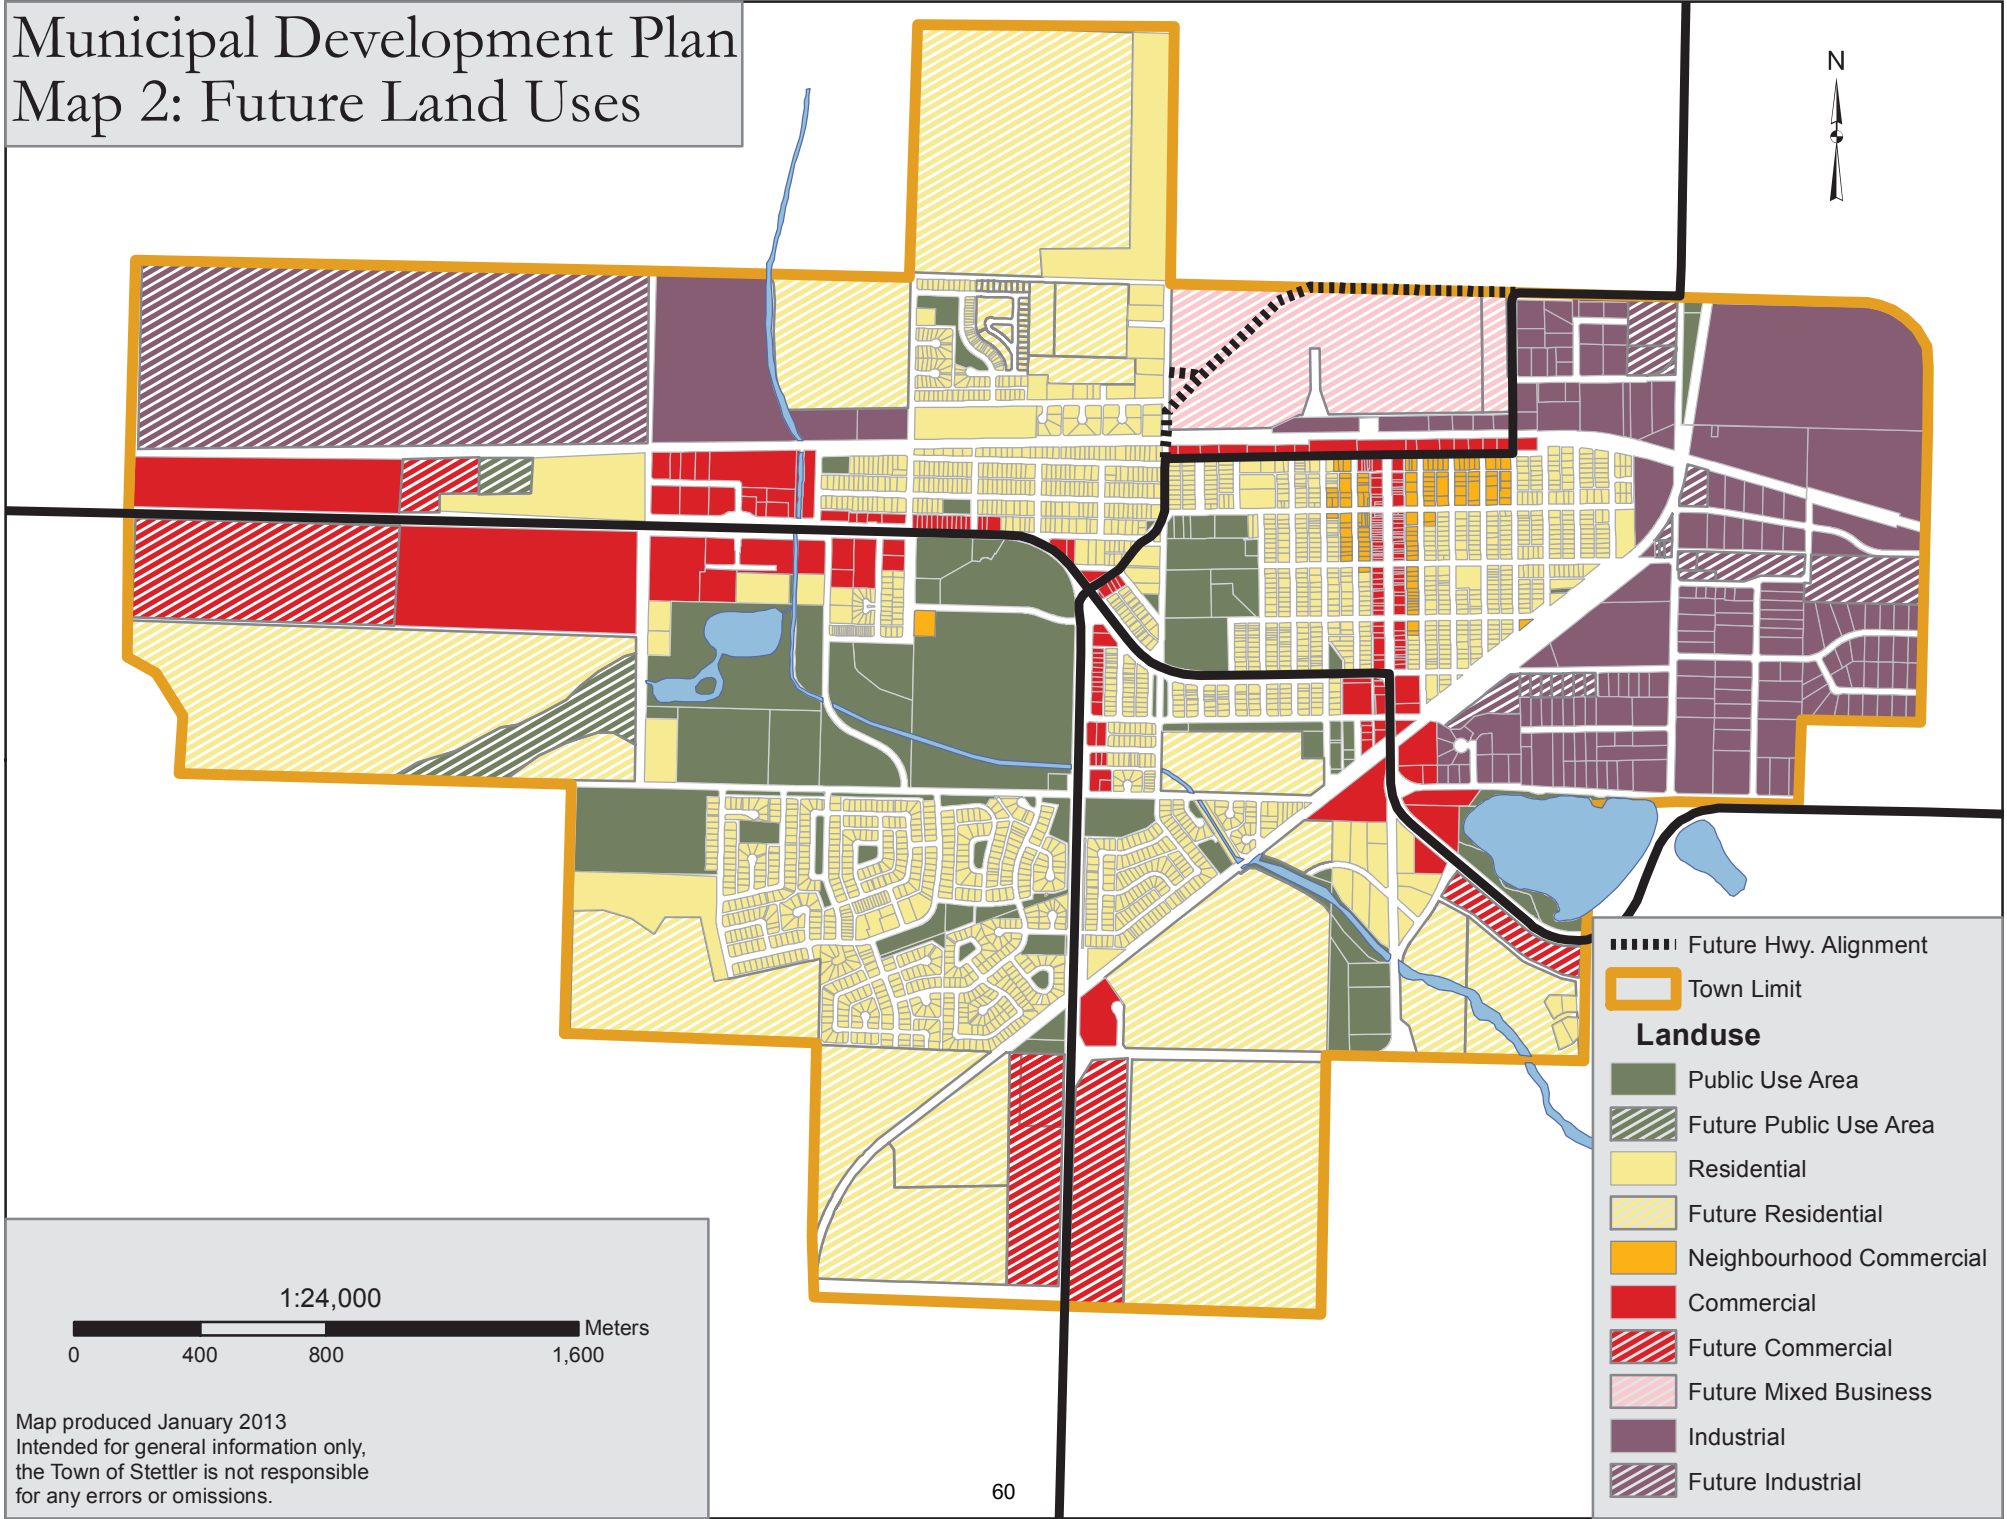 Municipal Development Plan
Map 2: Future Land Uses
N
Future Hwy. Alignment
Town Limit
Landuse
Public Use Area
Future Public Use Area
Residential
Future Residential
Neighbourhood Commercial
Commercial
Future Commercial
Future Mixed Business
Industrial
Future Industrial
1:24,000
Meters
0 400 800 1,600
Map produced January 2013
Intended for general information only,
the Town of Stettler is not responsible
for any errors or omissions.
60